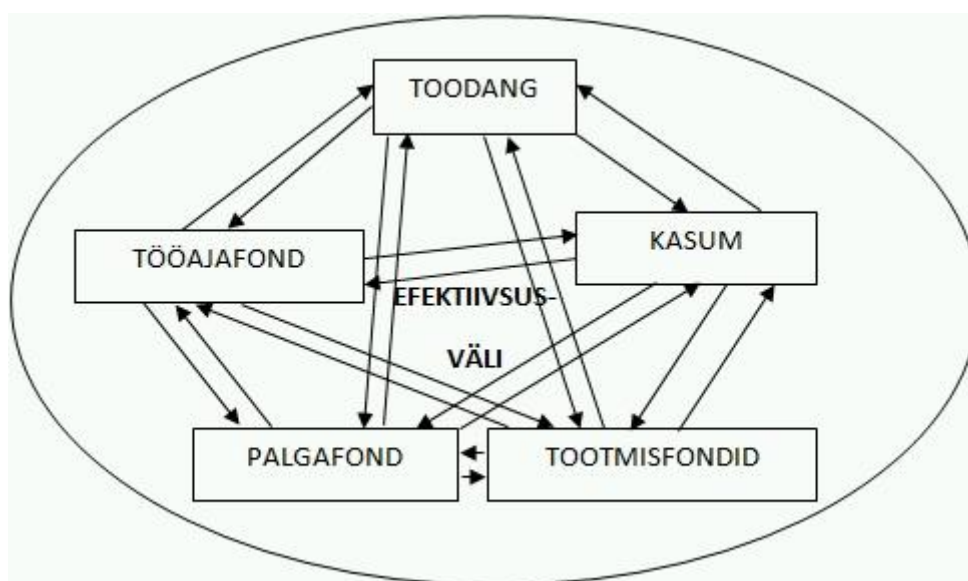 TOODANG
KASUM
TÖÖAJAFOND
EFEKTIIVSUS-
VÄLI
PALGAFOND
TOOTMISFONDID